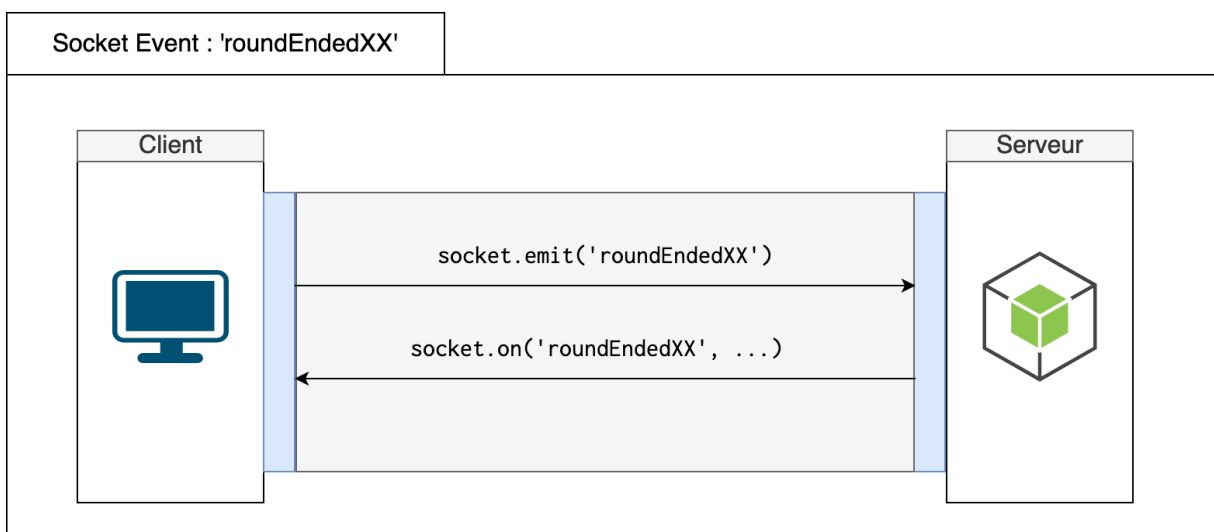 Socket Event : 'roundEndedXX'
Client
Serveur
socket.emit('roundEndedXX')
socket.on('roundEndedXX', ...)